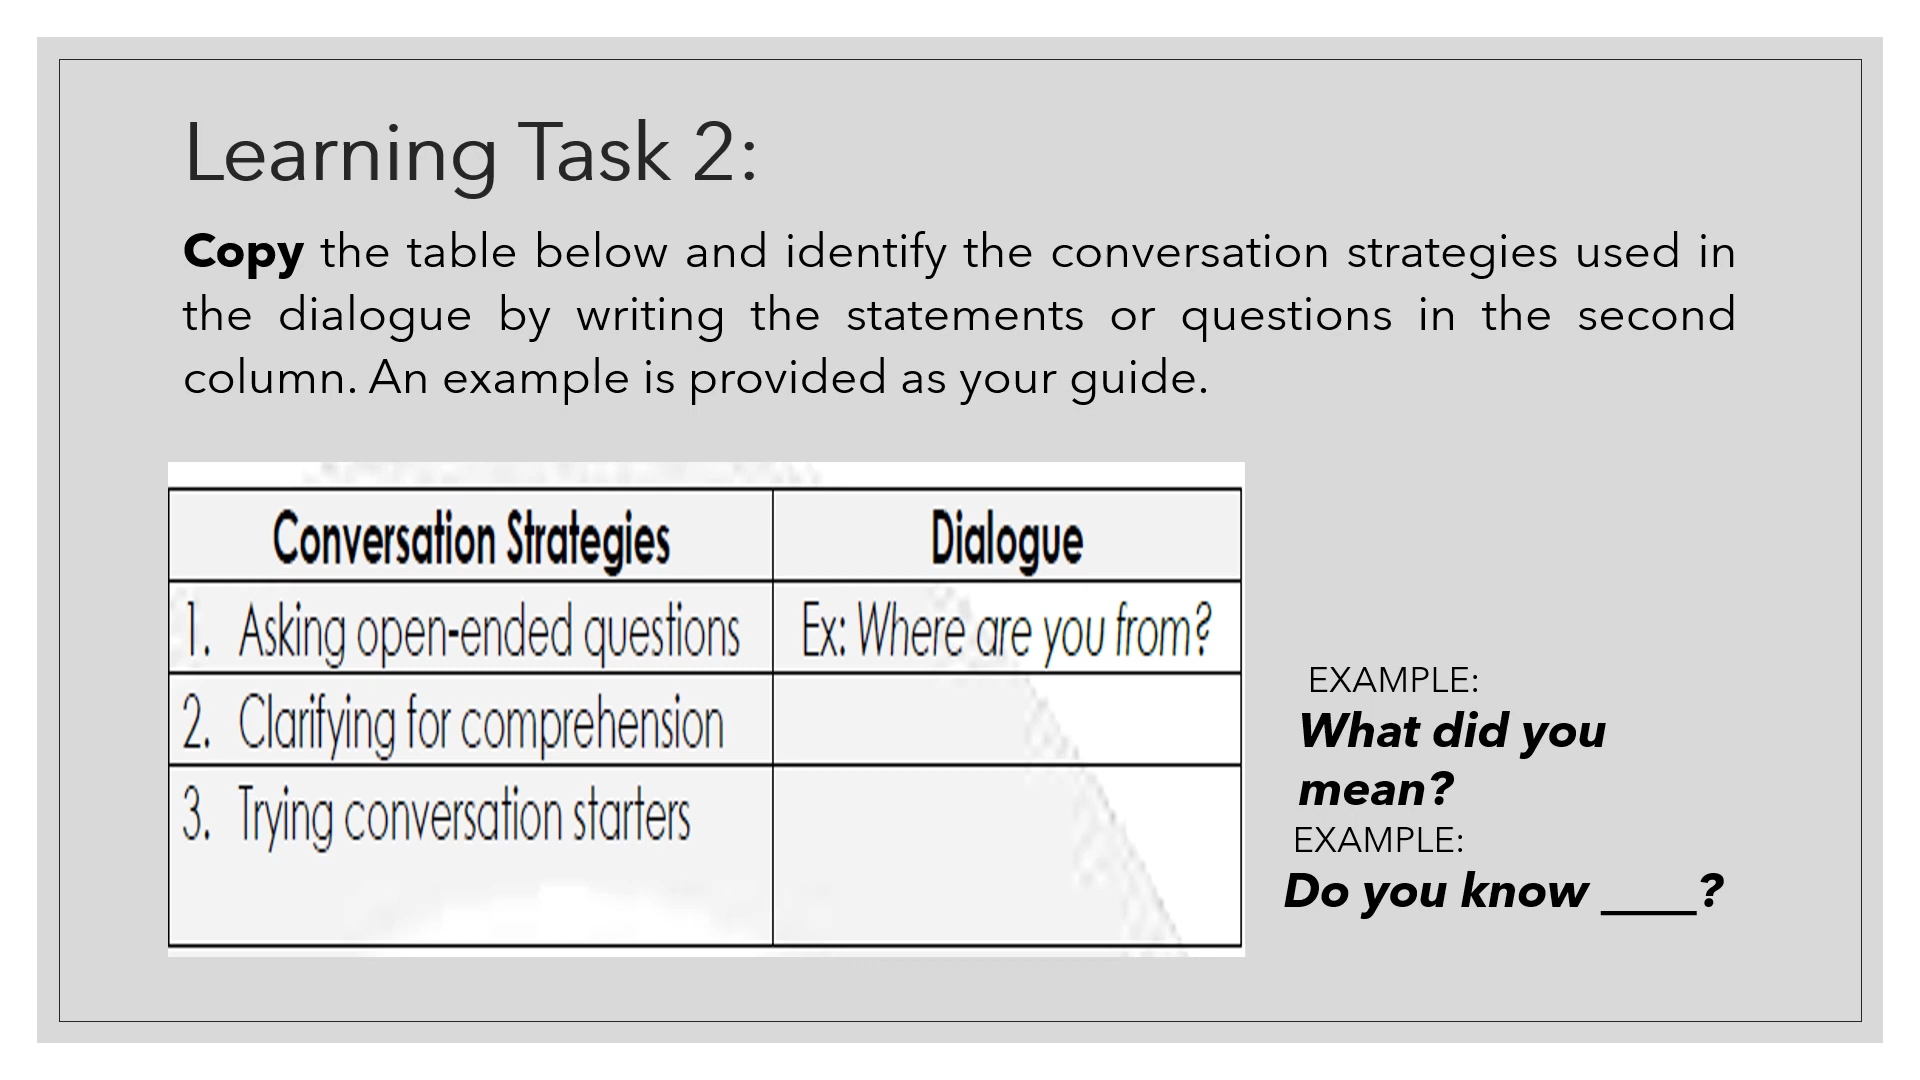 Learning Task 2:
Copy the table below and identify the conversation strategies used in
the dialogue by writing the statements or questions in the second
column. An example is provided as your guide.
Conversation Strategies Dialogue
1. Asking open-ended questions Ex: Where are you from?
2. Clarifying for comprehension
3. Trying conversation starters
EXAMPLE:
What did you
mean?
EXAMPLE:
Do you know ____?